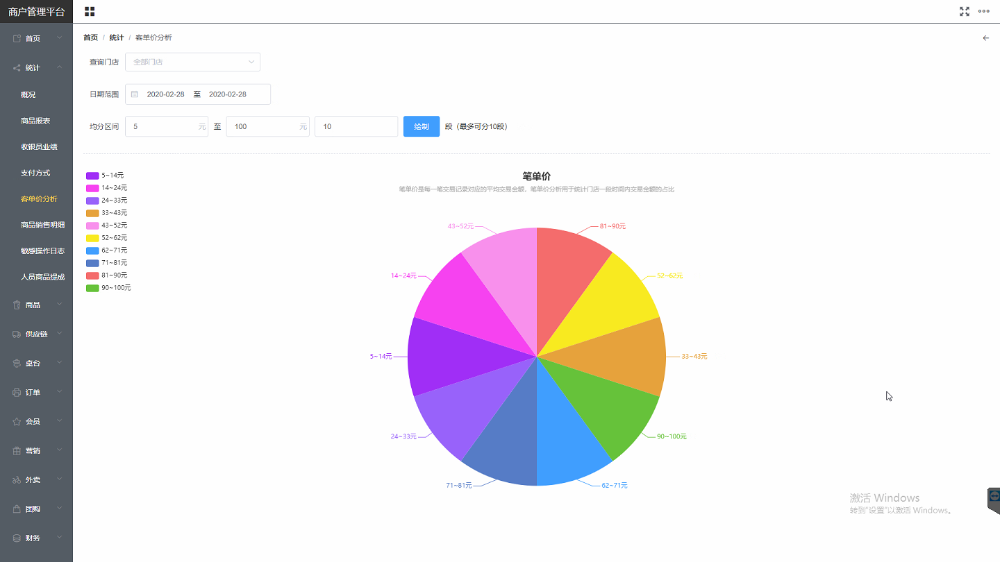 商户管理平台
首页
统计
概况
商品报表
收银员业绩
支付方式
客单价分析
商品销售明细
敏感操作日志
人员商品提成
商品
供应链
桌台
订单
会员
营销
外卖
团购
财务
首页 / 统计 / 客单价分析
查询门店 全部门店
日期范围 2020-02-28 至 2020-02-28
均分区间 5 元 至 100 元 10 绘制 段（最多可分10段）
5~14元
14~24元
24~33元
33~43元
43~52元
52~62元
62~71元
71~81元
81~90元
90~100元
笔单价
笔单价是每一笔交易记录对应的平均交易金额，笔单价分析用于统计门店一段时间内交易金额的占比
43~52元
81~90元
14~24元
52~62元
5~14元
33~43元
24~33元
90~100元
71~81元
62~71元
激活 Windows
转到"设置"以激活 Windows。